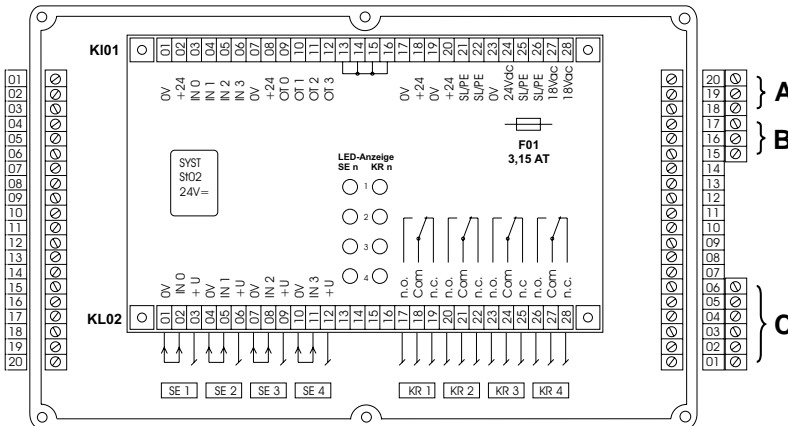 KI01
01 02 03 04 05 06 07 08 09 10 11 12 13 14 15 16 17 18 19 20 21 22 23 24 25 26 27 28
0V +24 IN 0 IN 1 IN 2 IN 3 0V +24 OT 0 OT 1 OT 2 OT 3 0V +24 0V +24 SL/PE SL/PE 0V 24Vdc SL/PE SL/PE 18Vac 18Vac
01
02
03
04
05
06
07
08
09
10
11
12
13
14
15
16
17
18
19
20
SYST
St02
24V=
LED-Anzeige
SE n KR n
1
2
3
4
F01
3,15 AT
20
19
18
17
16
15
14
13
12
11
10
09
08
07
06
05
04
03
02
01
A
B
C
0V IN 0 +U 0V IN 1 +U 0V IN 2 +U 0V IN 3 +U n.o. Com n.c. n.o. Com n.c. n.o. Com n.c. n.o. Com n.c.
KL02
01 02 03 04 05 06 07 08 09 10 11 12 13 14 15 16 17 18 19 20 21 22 23 24 25 26 27 28
SE 1 SE 2 SE 3 SE 4 KR 1 KR 2 KR 3 KR 4